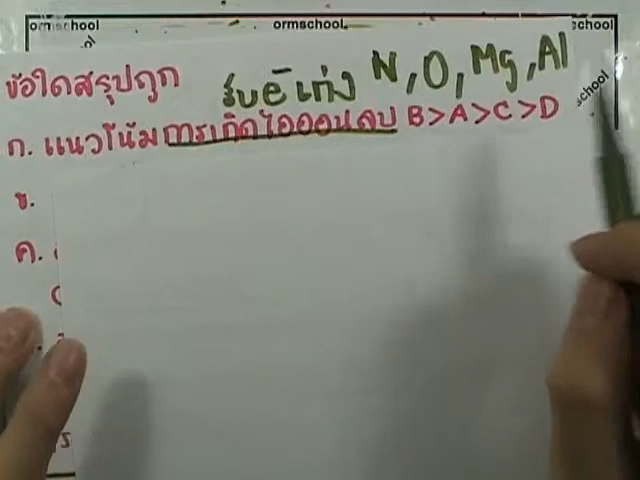 ormschool ormschool. :school
school
ข้อใดสรุปถูก รับe⁻เก่ง N, O, Mg, Al
ก. แนวโน้มการเกิดไอออนลบ B > A > C > D
ข.
ค.